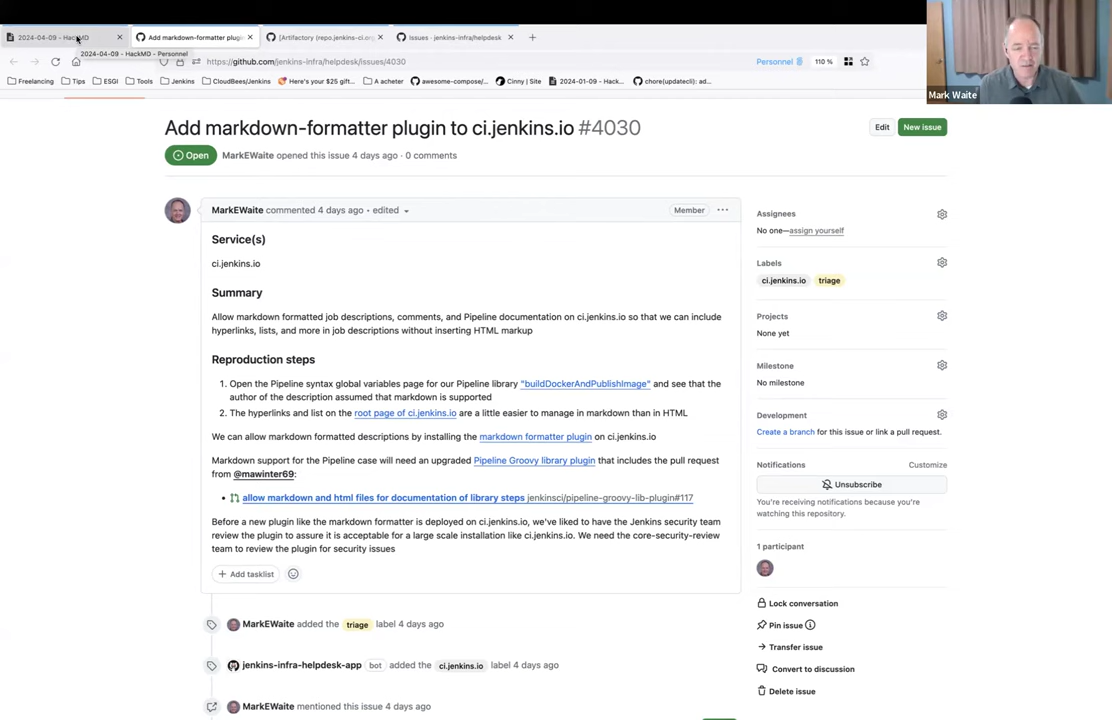 2024-04-09 - HackMD
Add markdown-formatter plugin
[Artifactory (repo.jenkins-ci.org
Issues · jenkins-infra/helpdesk
2024-04-09 - HackMD - Personnel
https://github.com/jenkins-infra/helpdesk/issues/4030
Personnel
110 %
Freelancing
Tips
ESGI
Tools
Jenkins
CloudBees/Jenkins
Here's your $25 gift...
A acheter
awesome-compose/...
Cinny | Site
2024-01-09 - Hack...
chore(updatecli): ad...
Mark Waite
Add markdown-formatter plugin to ci.jenkins.io #4030
Edit
New issue
Open
MarkEWaite opened this issue 4 days ago · 0 comments
MarkEWaite commented 4 days ago • edited
Member
Service(s)
ci.jenkins.io
Summary
Allow markdown formatted job descriptions, comments, and Pipeline documentation on ci.jenkins.io so that we can include
hyperlinks, lists, and more in job descriptions without inserting HTML markup
Reproduction steps
1. Open the Pipeline syntax global variables page for our Pipeline library "buildDockerAndPublishImage" and see that the
author of the description assumed that markdown is supported
2. The hyperlinks and list on the root page of ci.jenkins.io are a little easier to manage in markdown than in HTML
We can allow markdown formatted descriptions by installing the markdown formatter plugin on ci.jenkins.io
Markdown support for the Pipeline case will need an upgraded Pipeline Groovy library plugin that includes the pull request
from @mawinter69:
• allow markdown and html files for documentation of library steps jenkinsci/pipeline-groovy-lib-plugin#117
Before a new plugin like the markdown formatter is deployed on ci.jenkins.io, we've liked to have the Jenkins security team
review the plugin to assure it is acceptable for a large scale installation like ci.jenkins.io. We need the core-security-review
team to review the plugin for security issues
Add tasklist
MarkEWaite added the triage label 4 days ago
jenkins-infra-helpdesk-app bot added the ci.jenkins.io label 4 days ago
MarkEWaite mentioned this issue 4 days ago
Assignees
No one—assign yourself
Labels
ci.jenkins.io triage
Projects
None yet
Milestone
No milestone
Development
Create a branch for this issue or link a pull request.
Notifications
Customize
Unsubscribe
You're receiving notifications because you're
watching this repository.
1 participant
Lock conversation
Pin issue
Transfer issue
Convert to discussion
Delete issue